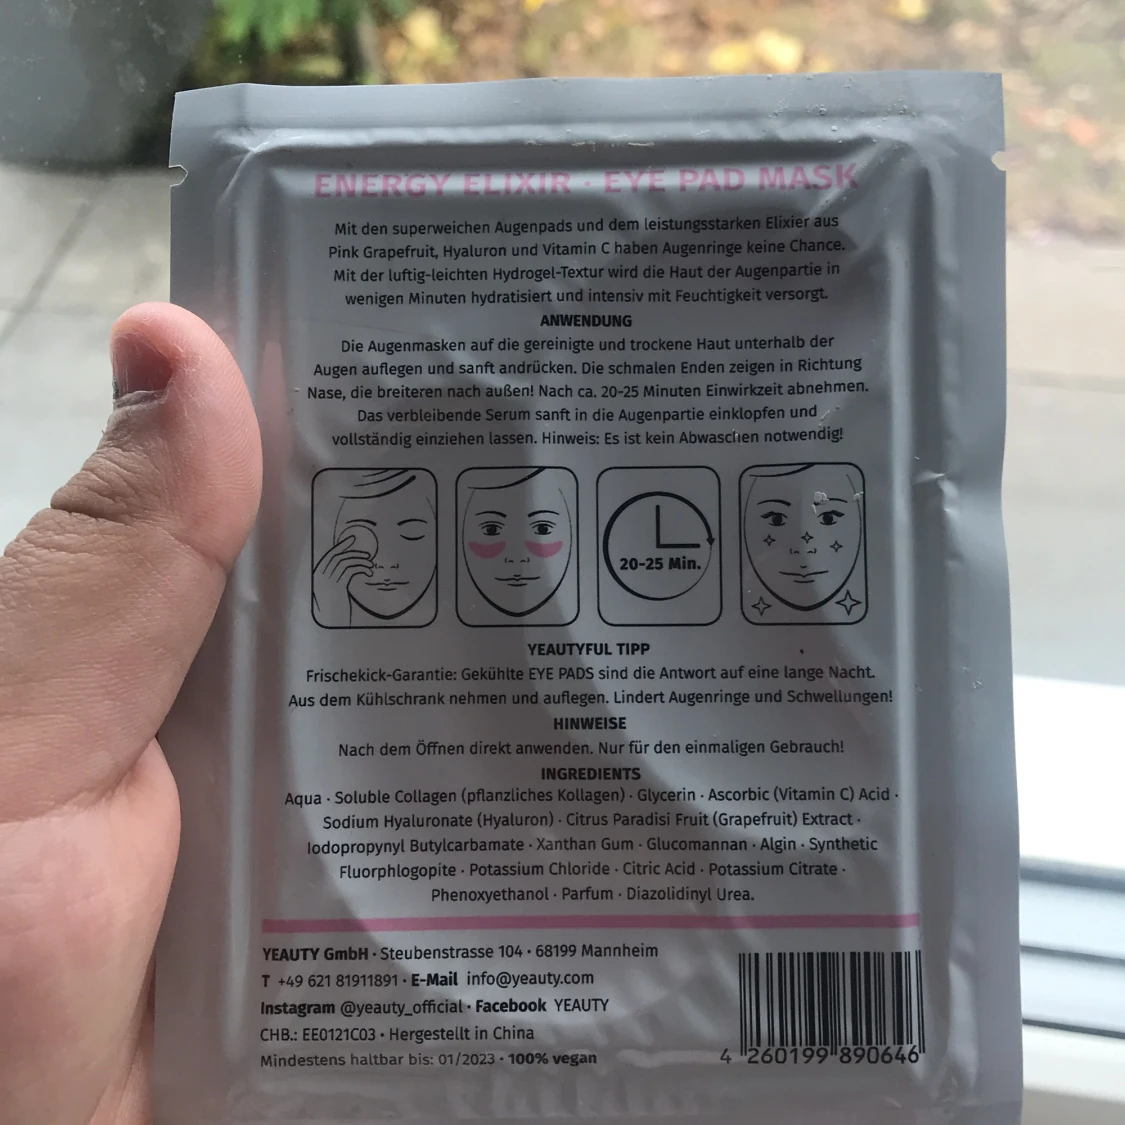 ENERGY ELIXIR · EYE PAD MASK
Mit den superweichen Augenpads und dem leistungsstarken Elixier aus
Pink Grapefruit, Hyaluron und Vitamin C haben Augenringe keine Chance.
Mit der luftig-leichten Hydrogel-Textur wird die Haut der Augenpartie in
wenigen Minuten hydratisiert und intensiv mit Feuchtigkeit versorgt.
ANWENDUNG
Die Augenmasken auf die gereinigte und trockene Haut unterhalb der
Augen auflegen und sanft andrücken. Die schmalen Enden zeigen in Richtung
Nase, die breiteren nach außen! Nach ca. 20-25 Minuten Einwirkzeit abnehmen.
Das verbleibende Serum sanft in die Augenpartie einklopfen und
vollständig einziehen lassen. Hinweis: Es ist kein Abwaschen notwendig!
20-25 Min.
YEAUTYFUL TIPP
Frischekick-Garantie: Gekühlte EYE PADS sind die Antwort auf eine lange Nacht.
Aus dem Kühlschrank nehmen und auflegen. Lindert Augenringe und Schwellungen!
HINWEISE
Nach dem Öffnen direkt anwenden. Nur für den einmaligen Gebrauch!
INGREDIENTS
Aqua · Soluble Collagen (pflanzliches Kollagen) · Glycerin · Ascorbic (Vitamin C) Acid ·
Sodium Hyaluronate (Hyaluron) · Citrus Paradisi Fruit (Grapefruit) Extract ·
Iodopropynyl Butylcarbamate · Xanthan Gum · Glucomannan · Algin · Synthetic
Fluorphlogopite · Potassium Chloride · Citric Acid · Potassium Citrate ·
Phenoxyethanol · Parfum · Diazolidinyl Urea.
YEAUTY GmbH · Steubenstrasse 104 · 68199 Mannheim
T +49 621 81911891 · E-Mail info@yeauty.com
Instagram @yeauty_official · Facebook YEAUTY
CHB.: EE0121C03 · Hergestellt in China
Mindestens haltbar bis: 01/2023 · 100% vegan
4 260199 890646